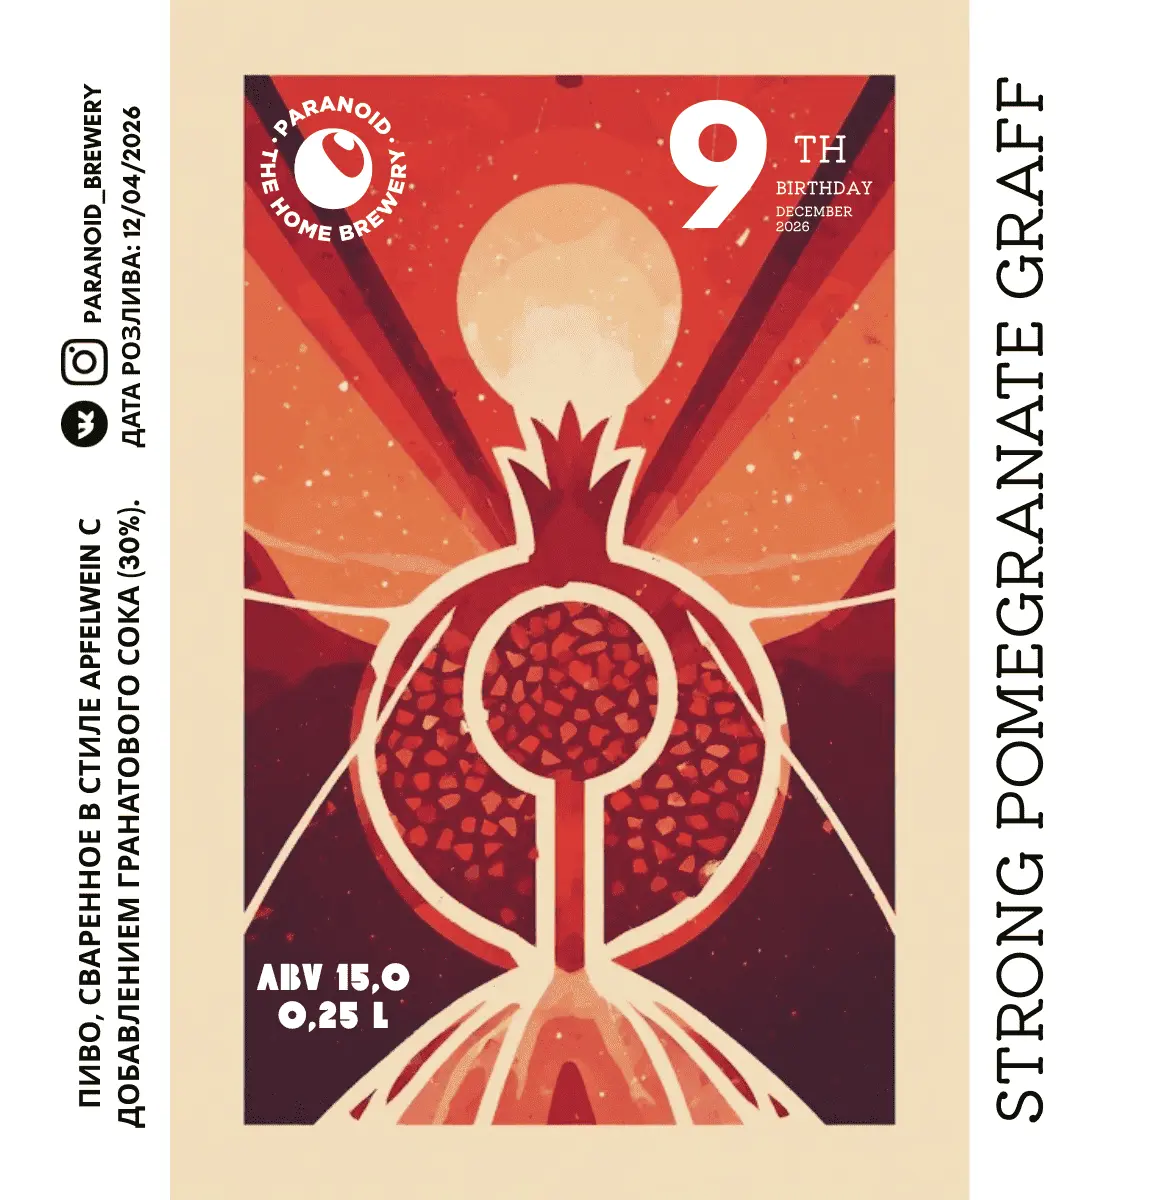 PARANOID_BREWERY
ДАТА РОЗЛИВА: 12/04/2026
ПИВО, СВАРЕННОЕ В СТИЛЕ APFELWEIN С
ДОБАВЛЕНИЕМ ГРАНАТОВОГО СОКА (30%).
· PARANOID ·
THE HOME BREWERY
9 TH
BIRTHDAY
DECEMBER
2026
ABV 15,0
0,25 L
STRONG POMEGRANATE GRAFF